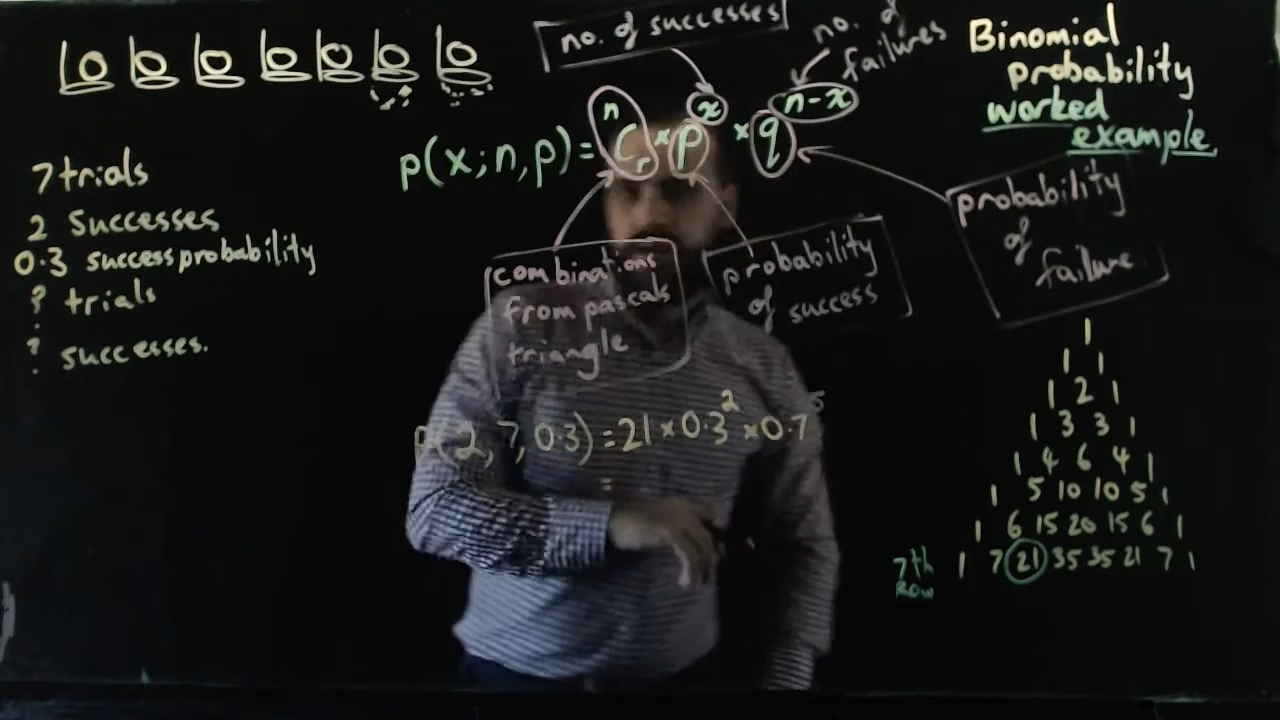 Binomial
probability
worked
example
no. of successes
no. of
failures
p(x;n,p) = nCr × p^x × q^n-x
combinations
from pascals
triangle
probability
of success
probability
of
failure
7 trials
2 Successes
0.3 success probability
? trials
? successes.
P(2, 7, 0.3) = 21 × 0.3^2 × 0.7^5
=
1
1 1
1 2 1
1 3 3 1
1 4 6 4 1
1 5 10 10 5 1
1 6 15 20 15 6 1
7th Row 1 7 21 35 35 21 7 1